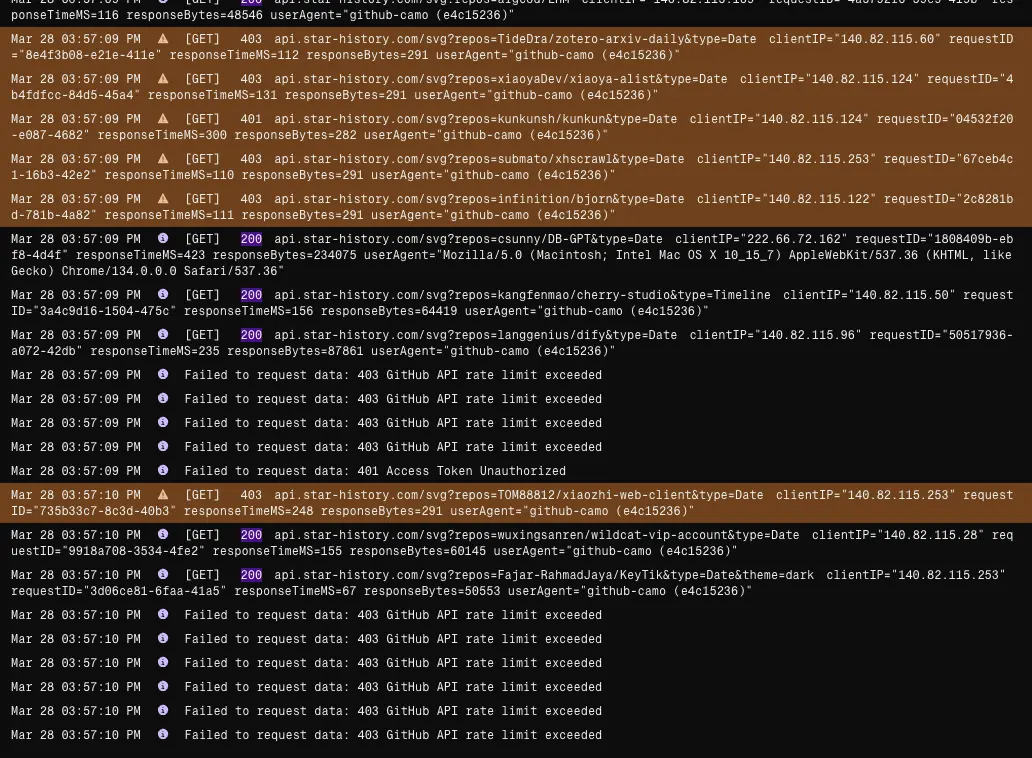 ponseTimeMS=116 responseBytes=48546 userAgent="github-camo (e4c15236)"
Mar 28 03:57:09 PM [GET] 403 api.star-history.com/svg?repos=TideDra/zotero-arxiv-daily&type=Date clientIP="140.82.115.60" requestID
="8e4f3b08-e21e-411e" responseTimeMS=112 responseBytes=291 userAgent="github-camo (e4c15236)"
Mar 28 03:57:09 PM [GET] 403 api.star-history.com/svg?repos=xiaoyaDev/xiaoya-alist&type=Date clientIP="140.82.115.124" requestID="4
b4fdfcc-84d5-45a4" responseTimeMS=131 responseBytes=291 userAgent="github-camo (e4c15236)"
Mar 28 03:57:09 PM [GET] 401 api.star-history.com/svg?repos=kunkunsh/kunkun&type=Date clientIP="140.82.115.124" requestID="04532f20
-e087-4682" responseTimeMS=300 responseBytes=282 userAgent="github-camo (e4c15236)"
Mar 28 03:57:09 PM [GET] 403 api.star-history.com/svg?repos=submato/xhscrawl&type=Date clientIP="140.82.115.253" requestID="67ceb4c
1-16b3-42e2" responseTimeMS=110 responseBytes=291 userAgent="github-camo (e4c15236)"
Mar 28 03:57:09 PM [GET] 403 api.star-history.com/svg?repos=infinition/bjorn&type=Date clientIP="140.82.115.122" requestID="2c8281b
d-781b-4a82" responseTimeMS=111 responseBytes=291 userAgent="github-camo (e4c15236)"
Mar 28 03:57:09 PM [GET] 200 api.star-history.com/svg?repos=csunny/DB-GPT&type=Date clientIP="222.66.72.162" requestID="1808409b-eb
f8-4d4f" responseTimeMS=423 responseBytes=234075 userAgent="Mozilla/5.0 (Macintosh; Intel Mac OS X 10_15_7) AppleWebKit/537.36 (KHTML, like
Gecko) Chrome/134.0.0.0 Safari/537.36"
Mar 28 03:57:09 PM [GET] 200 api.star-history.com/svg?repos=kangfenmao/cherry-studio&type=Timeline clientIP="140.82.115.50" request
ID="3a4c9d16-1504-475c" responseTimeMS=156 responseBytes=64419 userAgent="github-camo (e4c15236)"
Mar 28 03:57:09 PM [GET] 200 api.star-history.com/svg?repos=langgenius/dify&type=Date clientIP="140.82.115.96" requestID="50517936-
a072-42db" responseTimeMS=235 responseBytes=87861 userAgent="github-camo (e4c15236)"
Mar 28 03:57:09 PM Failed to request data: 403 GitHub API rate limit exceeded
Mar 28 03:57:09 PM Failed to request data: 403 GitHub API rate limit exceeded
Mar 28 03:57:09 PM Failed to request data: 403 GitHub API rate limit exceeded
Mar 28 03:57:09 PM Failed to request data: 403 GitHub API rate limit exceeded
Mar 28 03:57:09 PM Failed to request data: 401 Access Token Unauthorized
Mar 28 03:57:10 PM [GET] 403 api.star-history.com/svg?repos=TOM88812/xiaozhi-web-client&type=Date clientIP="140.82.115.253" request
ID="735b33c7-8c3d-40b3" responseTimeMS=248 responseBytes=291 userAgent="github-camo (e4c15236)"
Mar 28 03:57:10 PM [GET] 200 api.star-history.com/svg?repos=wuxingsanren/wildcat-vip-account&type=Date clientIP="140.82.115.28" req
uestID="9918a708-3534-4fe2" responseTimeMS=155 responseBytes=60145 userAgent="github-camo (e4c15236)"
Mar 28 03:57:10 PM [GET] 200 api.star-history.com/svg?repos=Fajar-RahmadJaya/KeyTik&type=Date&theme=dark clientIP="140.82.115.253"
requestID="3d06ce81-6faa-41a5" responseTimeMS=67 responseBytes=50553 userAgent="github-camo (e4c15236)"
Mar 28 03:57:10 PM Failed to request data: 403 GitHub API rate limit exceeded
Mar 28 03:57:10 PM Failed to request data: 403 GitHub API rate limit exceeded
Mar 28 03:57:10 PM Failed to request data: 403 GitHub API rate limit exceeded
Mar 28 03:57:10 PM Failed to request data: 403 GitHub API rate limit exceeded
Mar 28 03:57:10 PM Failed to request data: 403 GitHub API rate limit exceeded
Mar 28 03:57:10 PM Failed to request data: 403 GitHub API rate limit exceeded